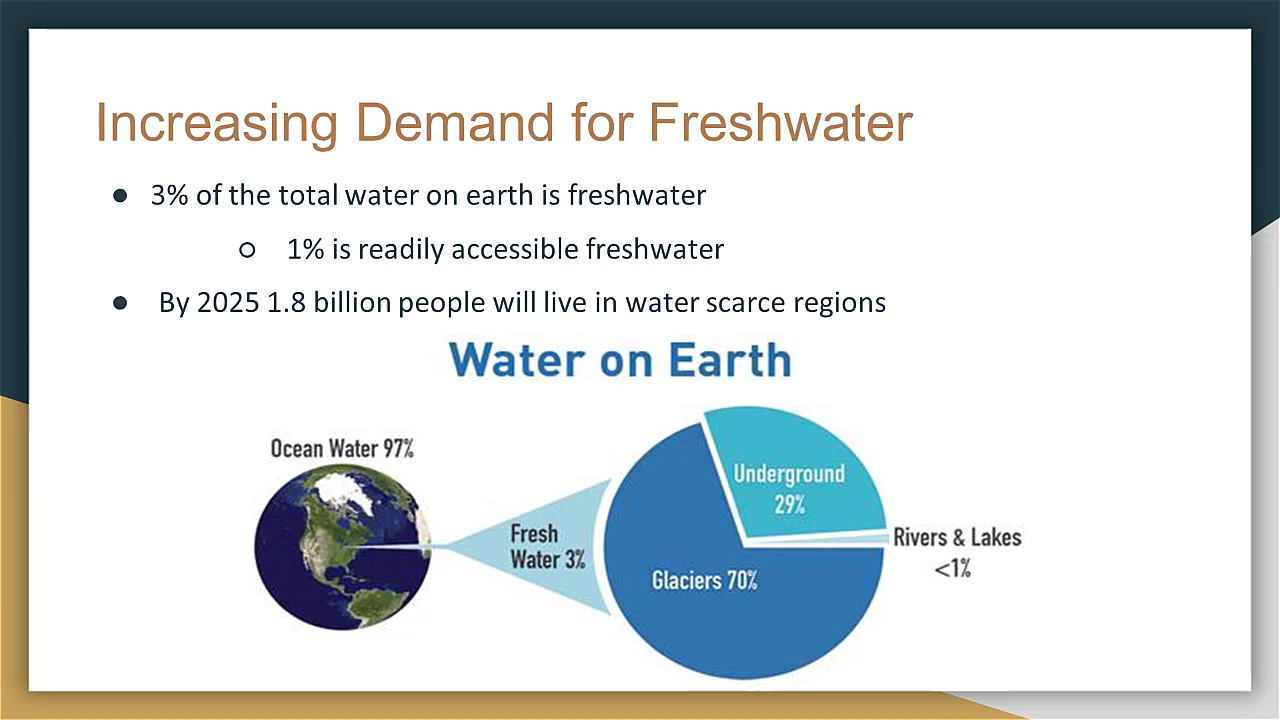 Increasing Demand for Freshwater
● 3% of the total water on earth is freshwater
○ 1% is readily accessible freshwater
● By 2025 1.8 billion people will live in water scarce regions
Water on Earth
Ocean Water 97%
Fresh
Water 3%
Underground
29%
Glaciers 70%
Rivers & Lakes
<1%